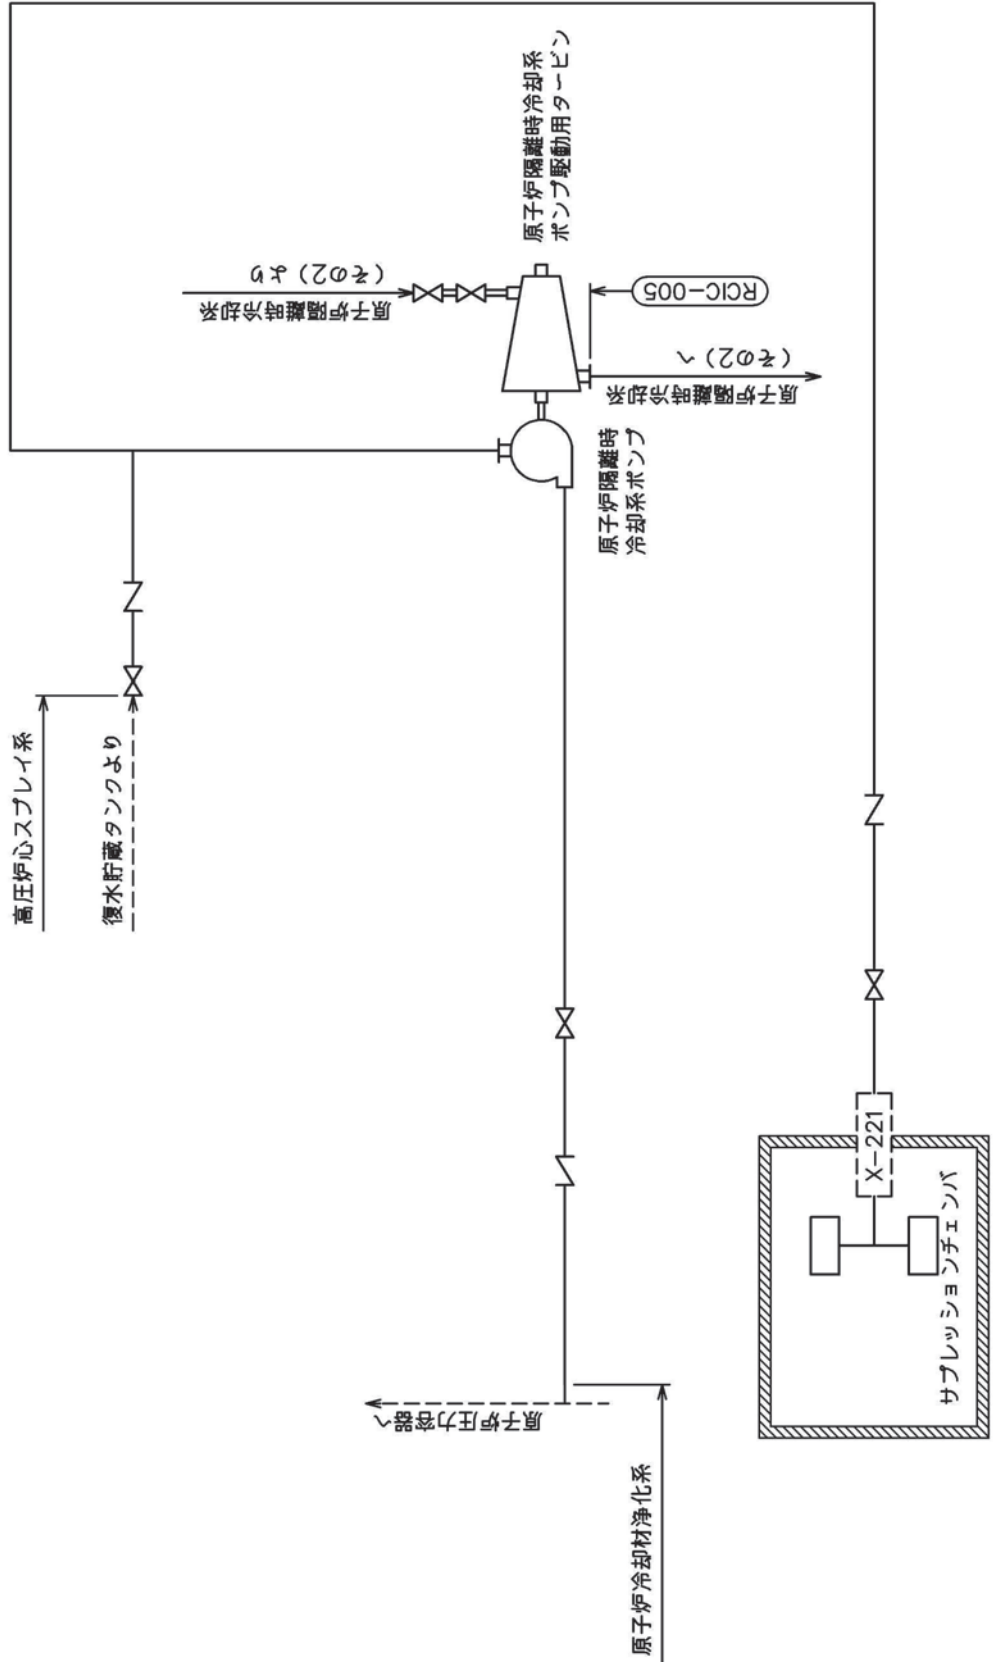 原子炉隔離時冷却系
ポンプ駆動用タービン
原子炉隔離時冷却系
(その2)より
RCIC-005
原子炉隔離時冷却系
(その2)へ
原子炉隔離時
冷却系ポンプ
高圧炉心スプレイ系
復水貯蔵タンクより
X-221
サプレッションチェンバ
原子炉圧力容器へ
原子炉冷却材浄化系